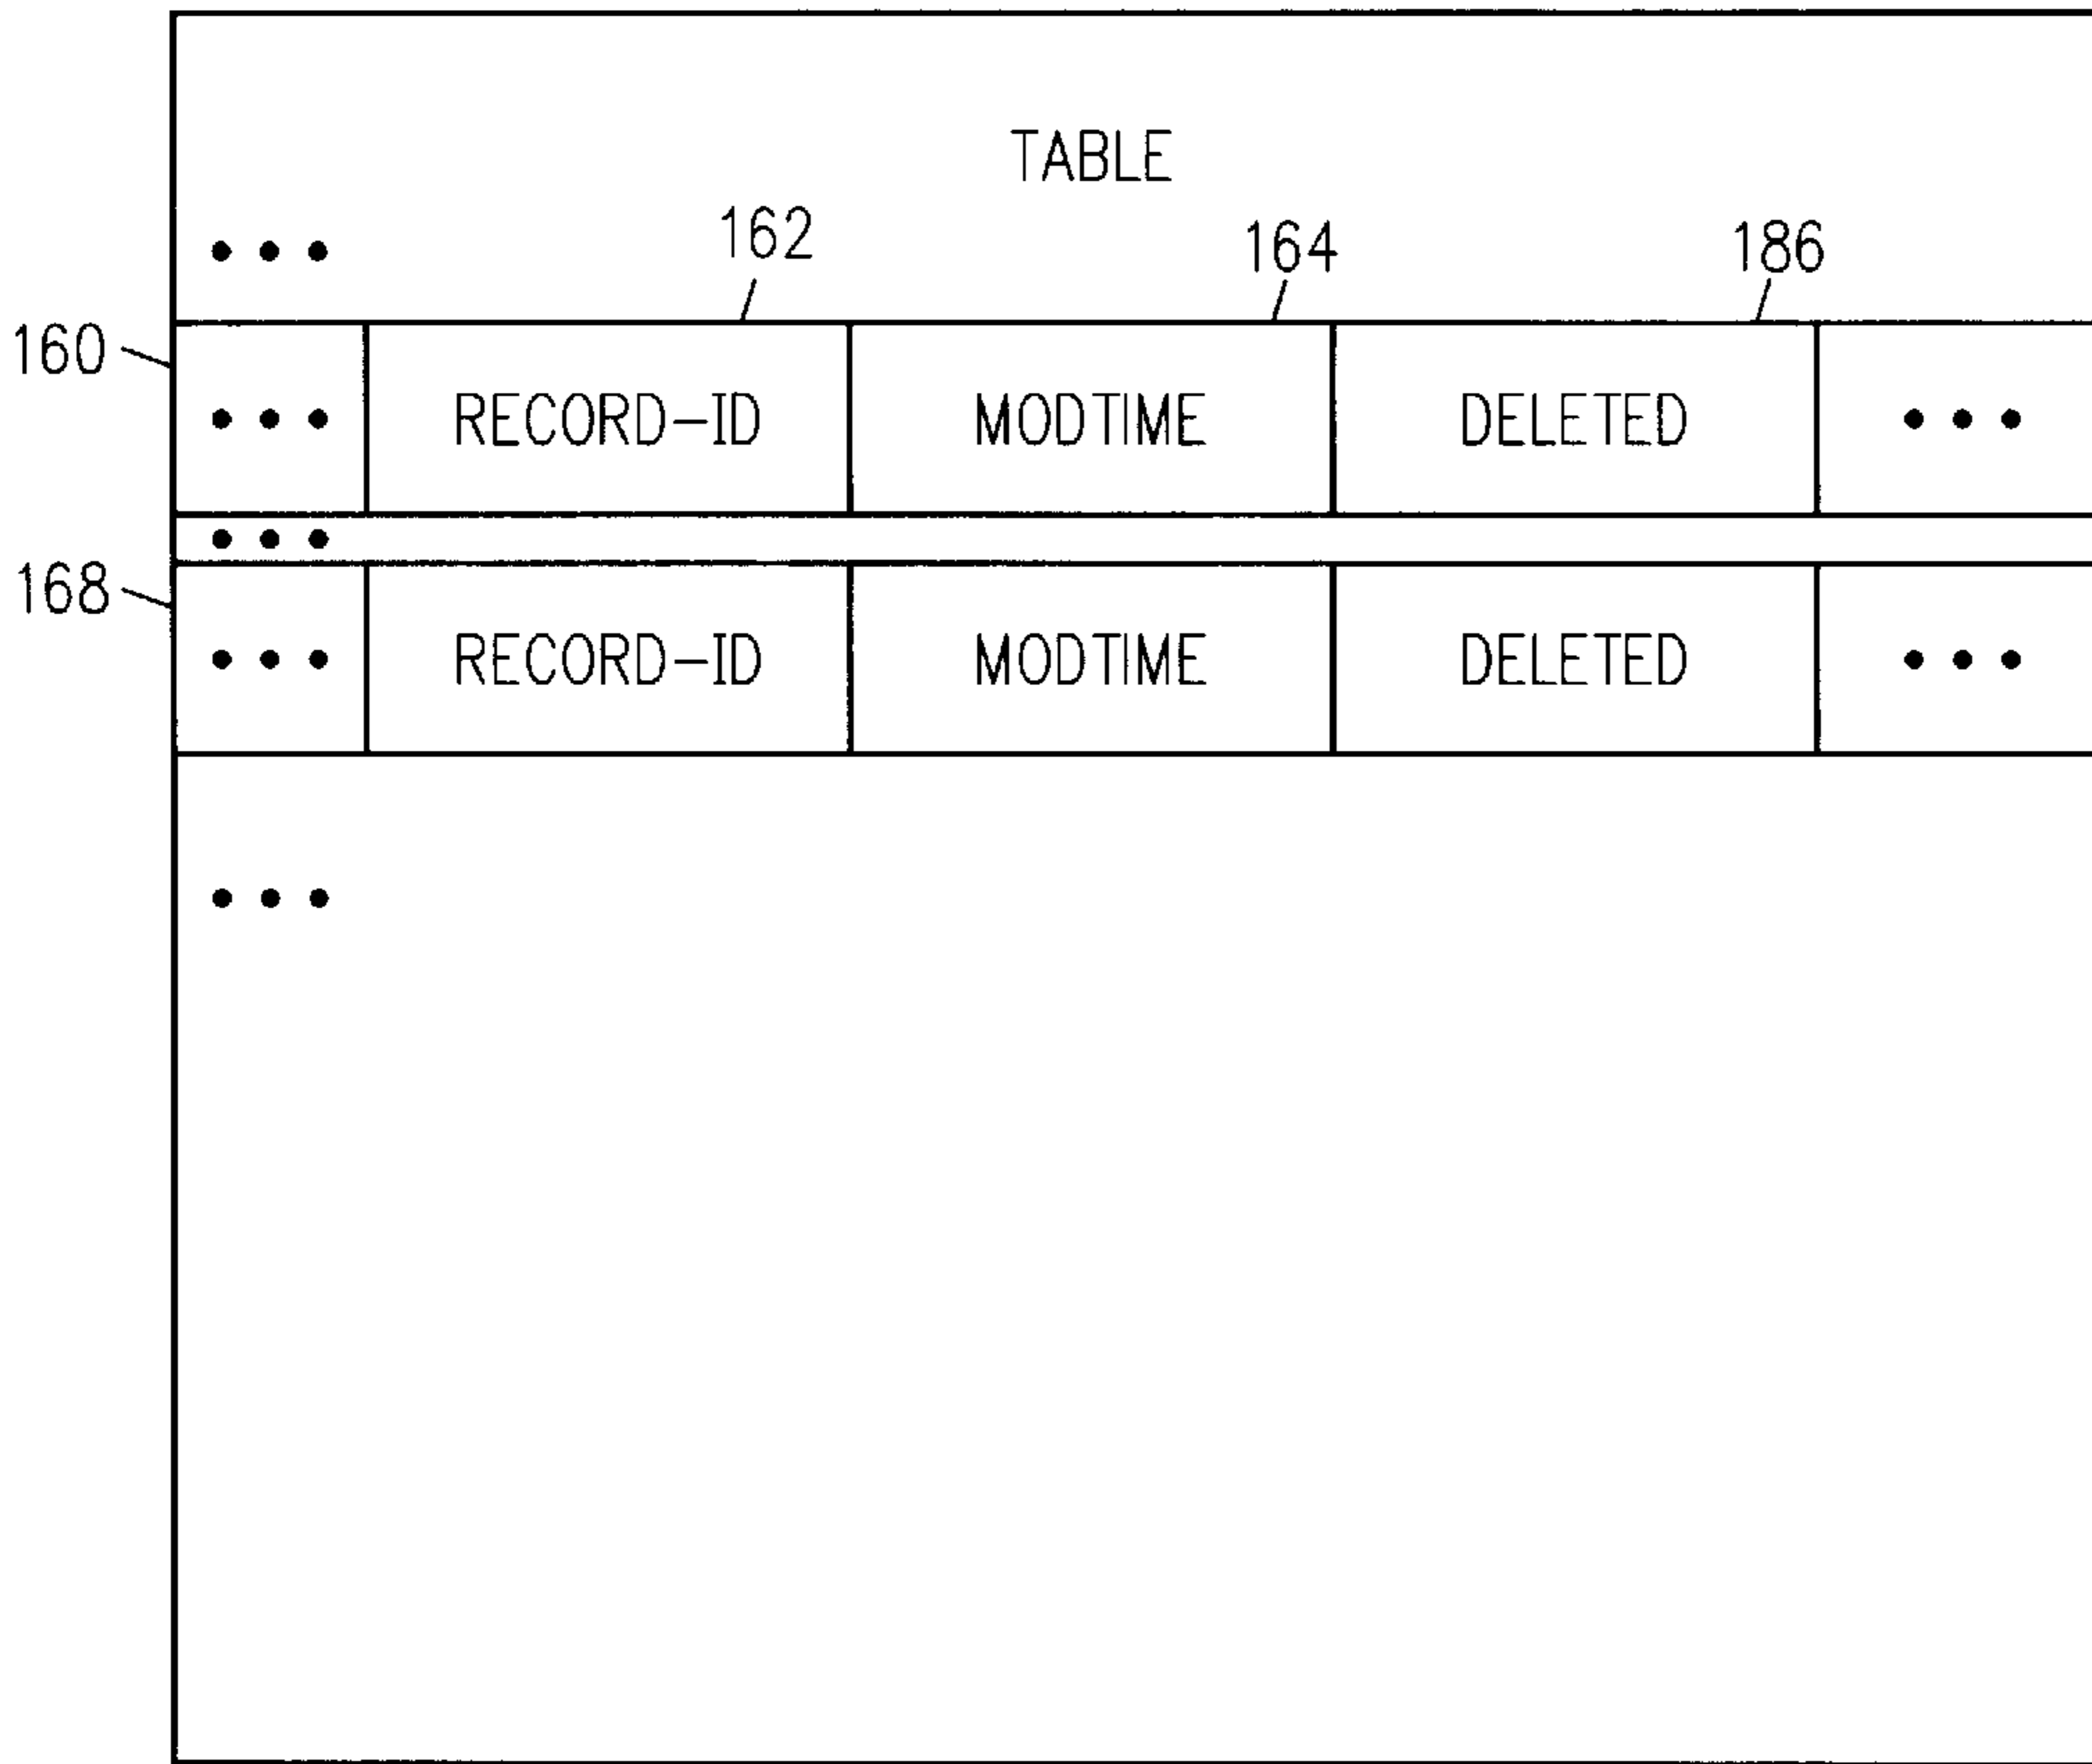 TABLE
• • • 162 164 186
160
• • • RECORD-ID MODTIME DELETED • • •
• • •
168
• • • RECORD-ID MODTIME DELETED • • •
• • •